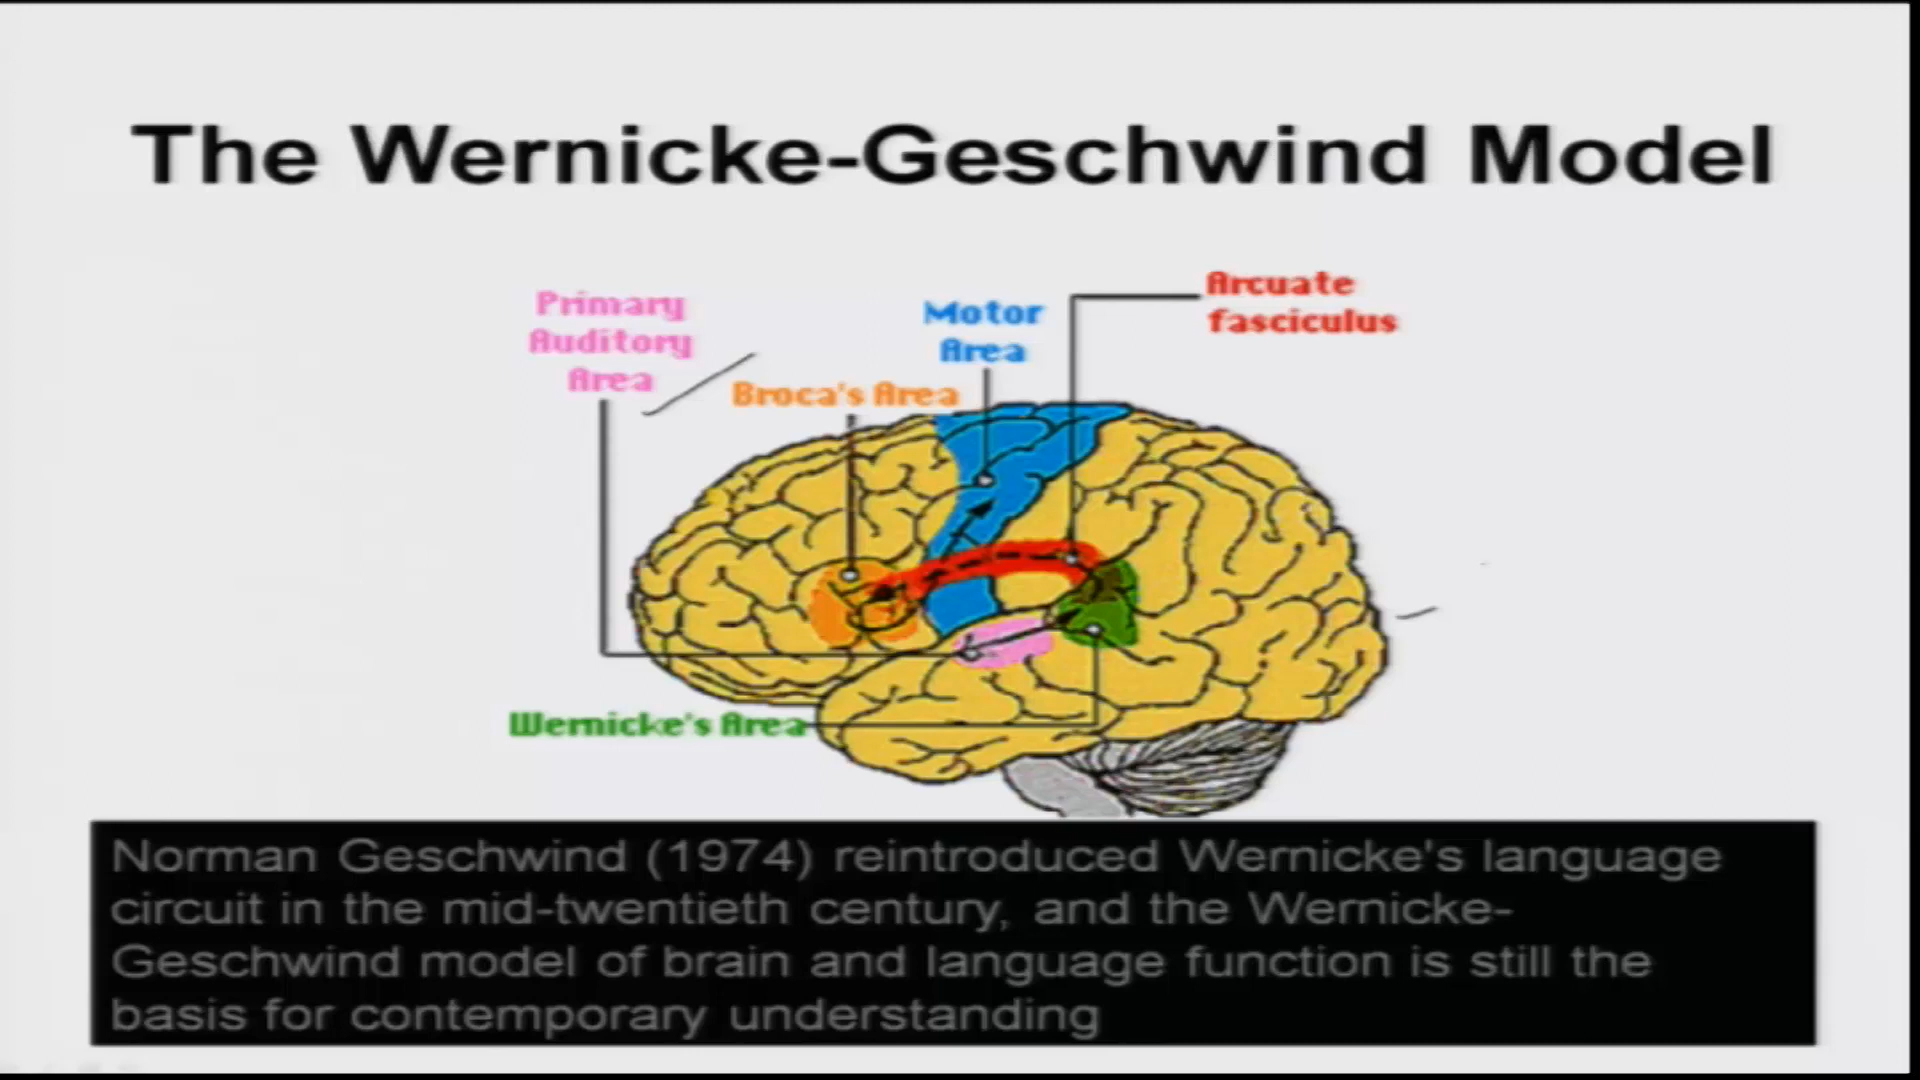 The Wernicke-Geschwind Model
Primary
Auditory
Area
Broca's Area
Motor
Area
Arcuate
fasciculus
Wernicke's Area
Norman Geschwind (1974) reintroduced Wernicke's language
circuit in the mid-twentieth century, and the Wernicke-
Geschwind model of brain and language function is still the
basis for contemporary understanding